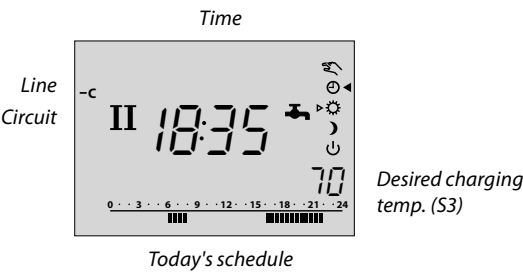 Time
Line
Circuit
-C
II 18:35
70
Desired charging
temp. (S3)
0 · · 3 · · 6 · · 9 · · 12 · · 15 · · 18 · · 21 · · 24
Today's schedule